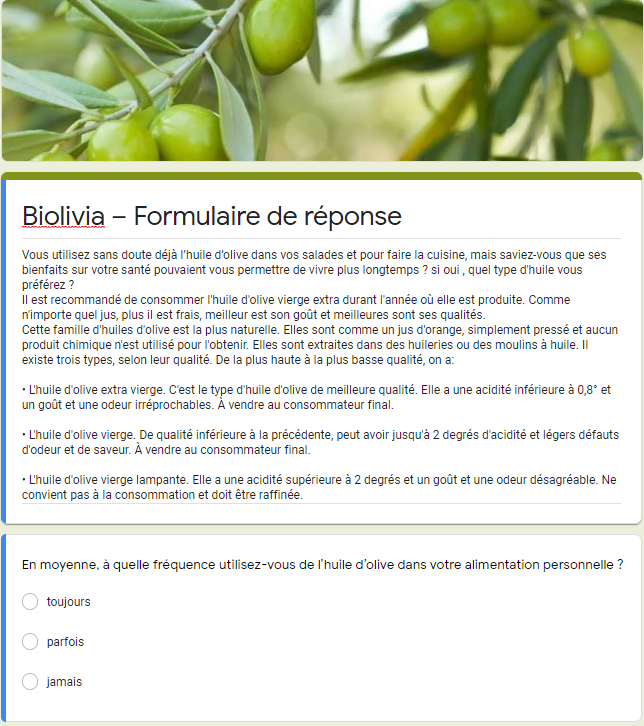 Biolivia – Formulaire de réponse
Vous utilisez sans doute déjà l'huile d'olive dans vos salades et pour faire la cuisine, mais saviez-vous que ses
bienfaits sur votre santé pouvaient vous permettre de vivre plus longtemps ? si oui , quel type d'huile vous
préférez ?
Il est recommandé de consommer l'huile d'olive vierge extra durant l'année où elle est produite. Comme
n'importe quel jus, plus il est frais, meilleur est son goût et meilleures sont ses qualités.
Cette famille d'huiles d'olive est la plus naturelle. Elles sont comme un jus d'orange, simplement pressé et aucun
produit chimique n'est utilisé pour l'obtenir. Elles sont extraites dans des huileries ou des moulins à huile. Il
existe trois types, selon leur qualité. De la plus haute à la plus basse qualité, on a:
• L'huile d'olive extra vierge. C'est le type d'huile d'olive de meilleure qualité. Elle a une acidité inférieure à 0,8° et
un goût et une odeur irréprochables. À vendre au consommateur final.
• L'huile d'olive vierge. De qualité inférieure à la précédente, peut avoir jusqu'à 2 degrés d'acidité et légers défauts
d'odeur et de saveur. À vendre au consommateur final.
• L'huile d'olive vierge lampante. Elle a une acidité supérieure à 2 degrés et un goût et une odeur désagréable. Ne
convient pas à la consommation et doit être raffinée.
En moyenne, à quelle fréquence utilisez-vous de l'huile d'olive dans votre alimentation personnelle ?
toujours
parfois
jamais